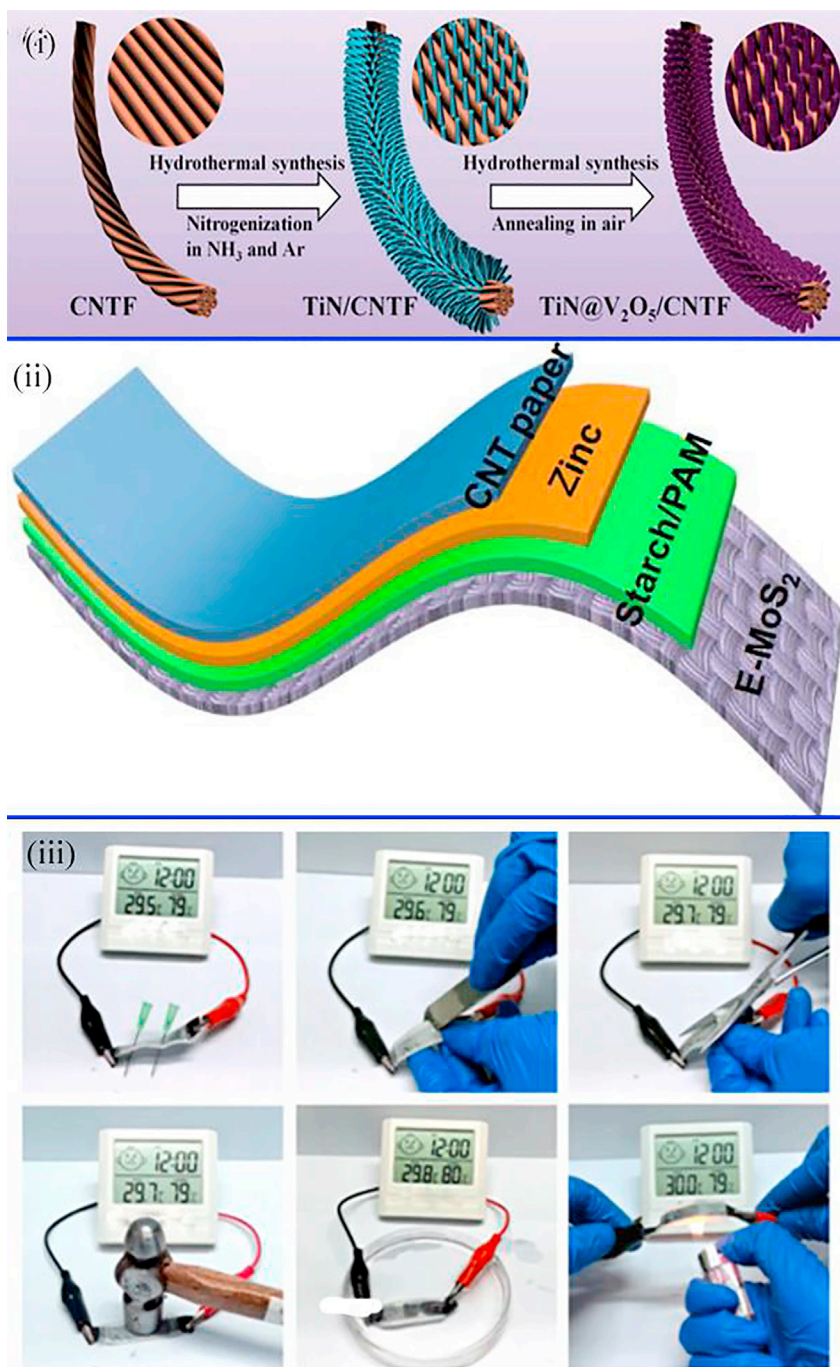 (i)
Hydrothermal synthesis
Nitrogenization
in NH₃ and Ar
Hydrothermal synthesis
Annealing in air
CNTF
TiN/CNTF
TiN@V₂O₅/CNTF
(ii)
CNT paper
Zinc
Starch/PAM
E-MoS₂
(iii)
12:00
29.5℃ 79%
12:00
29.6℃ 79%
12:00
29.7℃ 79%
12:00
29.7℃ 79%
12:00
29.8℃ 80%
12:00
30.0℃ 79%